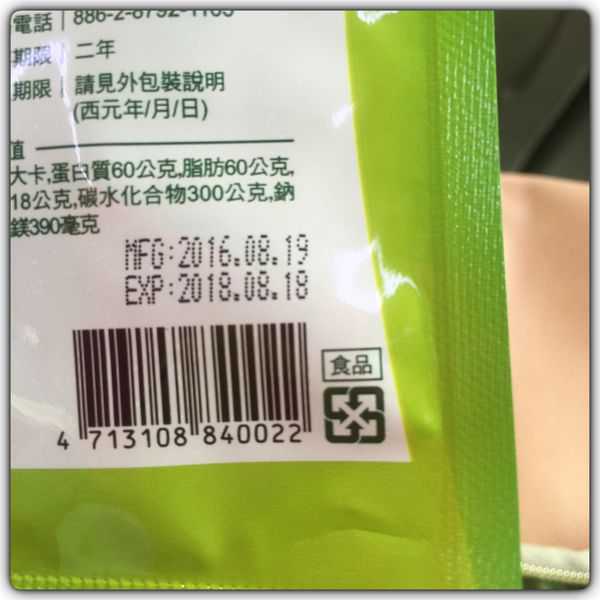 電話 886-2-8792-1105
期限 二年
期限 請見外包裝說明
(西元年/月/日)
值
大卡,蛋白質60公克,脂肪60公克,
18公克,碳水化合物300公克,鈉
鎂390毫克
MFG:2016.08.19
EXP:2018.08.18
食品
4 713108 840022